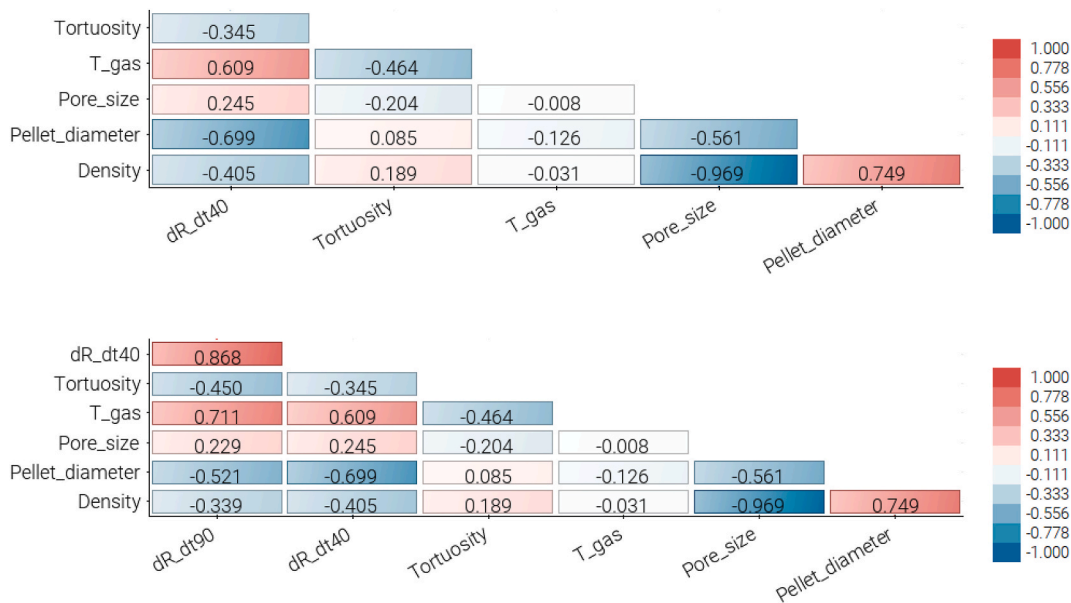 Tortuosity -0.345
T_gas 0.609 -0.464
Pore_size 0.245 -0.204 -0.008
Pellet_diameter -0.699 0.085 -0.126 -0.561
Density -0.405 0.189 -0.031 -0.969 0.749
dR_dt40 Tortuosity T_gas Pore_size Pellet_diameter
1.000
0.778
0.556
0.333
0.111
-0.111
-0.333
-0.556
-0.778
-1.000
dR_dt40 0.868
Tortuosity -0.450 -0.345
T_gas 0.711 0.609 -0.464
Pore_size 0.229 0.245 -0.204 -0.008
Pellet_diameter -0.521 -0.699 0.085 -0.126 -0.561
Density -0.339 -0.405 0.189 -0.031 -0.969 0.749
dR_dt90 dR_dt40 Tortuosity T_gas Pore_size Pellet_diameter
1.000
0.778
0.556
0.333
0.111
-0.111
-0.333
-0.556
-0.778
-1.000